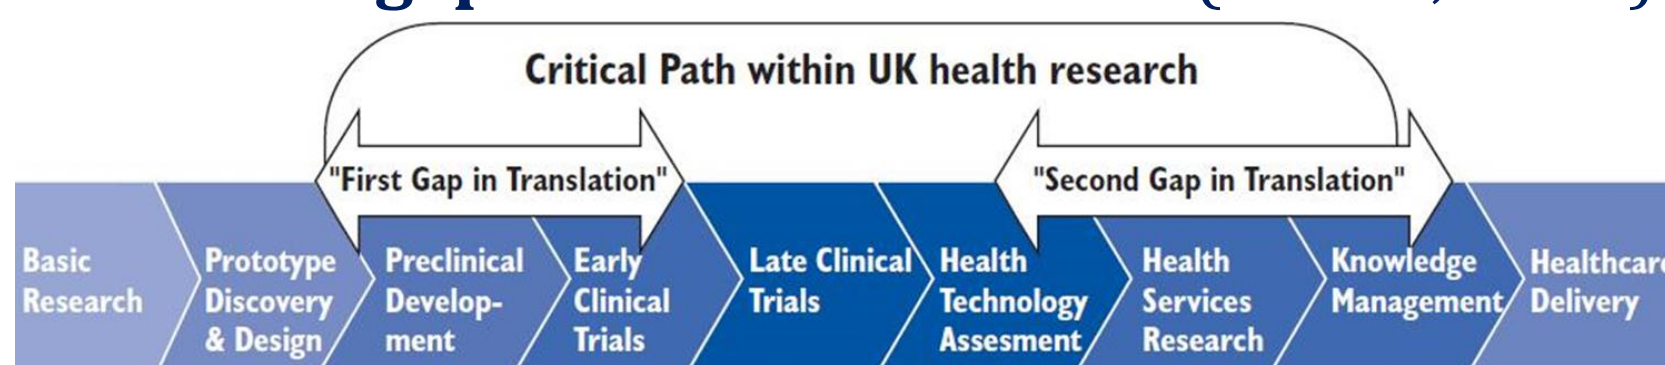 Critical Path within UK health research
"First Gap in Translation"
"Second Gap in Translation"
Basic
Research
Prototype
Discovery
& Design
Preclinical
Develop-
ment
Early
Clinical
Trials
Late Clinical
Trials
Health
Technology
Assesment
Health
Services
Research
Knowledge
Management
Healthcare
Delivery